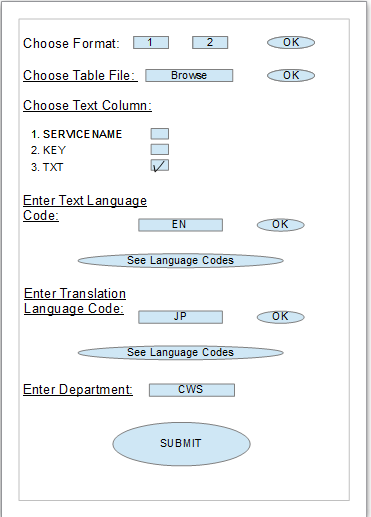 Choose Format: 1 2 OK
Choose Table File: Browse OK
Choose Text Column:
1. SERVICENAME
2. KEY
3. TXT
Enter Text Language
Code:
EN OK
See Language Codes
Enter Translation
Language Code:
JP OK
See Language Codes
Enter Department: CWS
SUBMIT